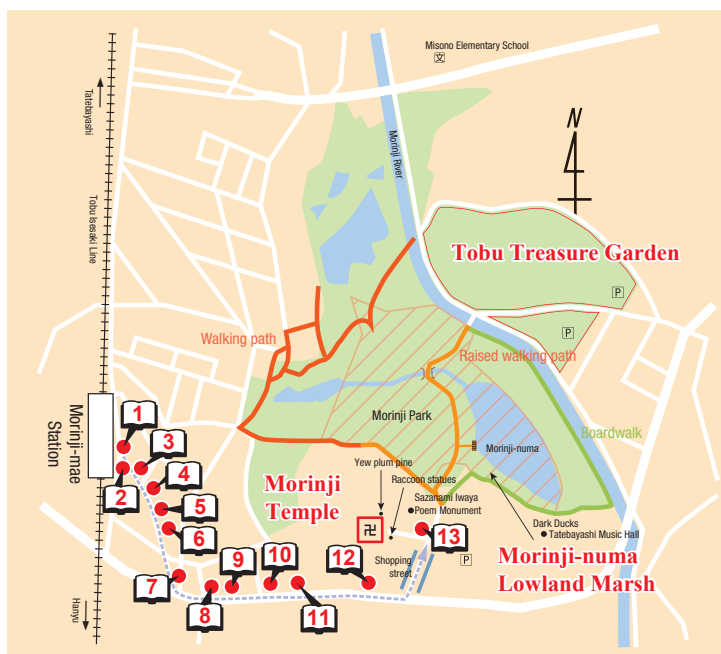 Misono Elementary School
文
Tatebayashi
Morinji River
N
Tobu Isesaki Line
Tobu Treasure Garden
P
P
Walking path
Raised walking path
Morinji-mae
Station
Morinji Park
Boardwalk
Morinji-numa
1
2
3
4
5
6
7
8
9
10
11
12
13
Yew plum pine
Raccoon statues
Morinji
Temple
卍
Sazanami Iwaya
Poem Monument
Dark Ducks
Tatebayashi Music Hall
Morinji-numa
Lowland Marsh
Shopping
street
P
Hanyu